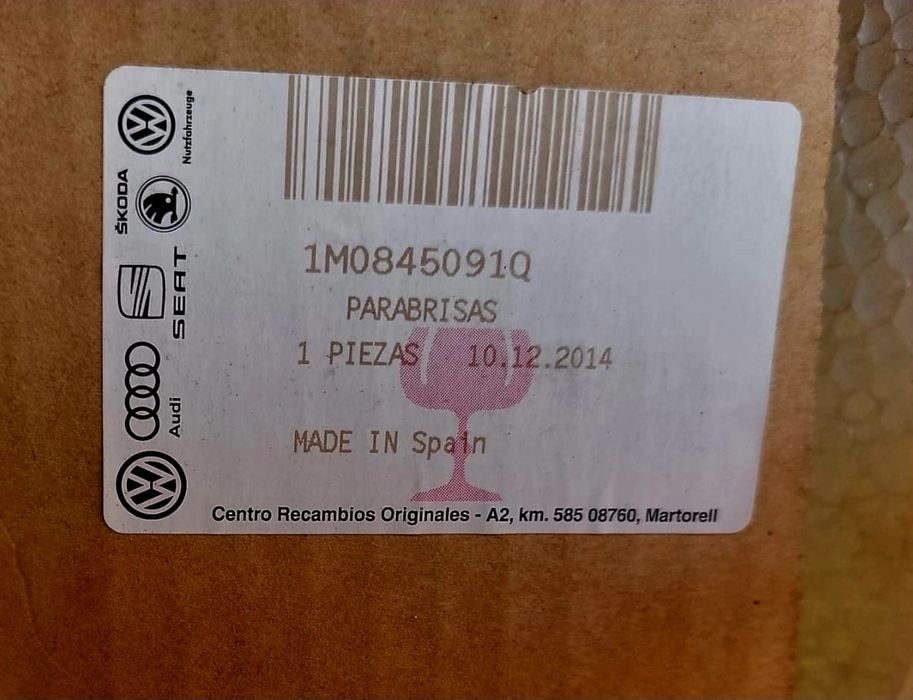 Nutzfahrzeuge
ŠKODA
SEAT
Audi
1M0845091Q
PARABRISAS
1 PIEZAS 10.12.2014
MADE IN Spain
Centro Recambios Originales - A2, km. 585 08760, Martorell